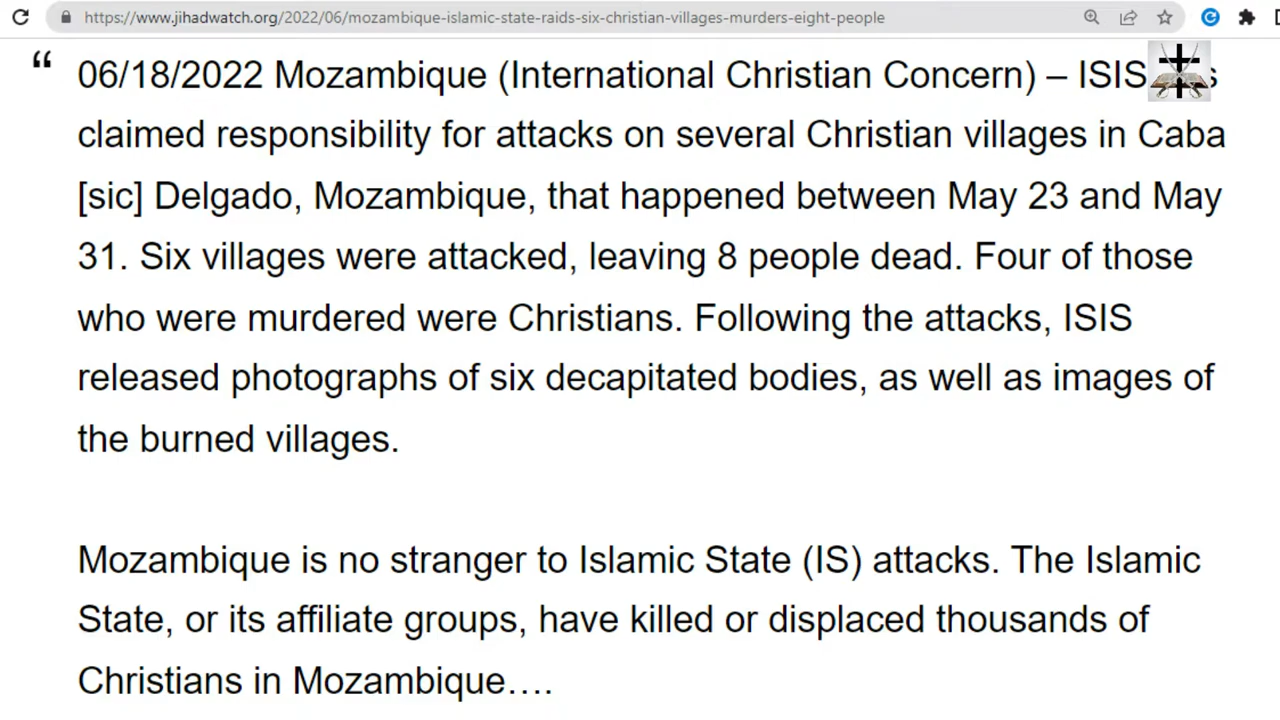 https://www.jihadwatch.org/2022/06/mozambique-islamic-state-raids-six-christian-villages-murders-eight-people
“ 06/18/2022 Mozambique (International Christian Concern) – ISIS
claimed responsibility for attacks on several Christian villages in Caba
[sic] Delgado, Mozambique, that happened between May 23 and May
31. Six villages were attacked, leaving 8 people dead. Four of those
who were murdered were Christians. Following the attacks, ISIS
released photographs of six decapitated bodies, as well as images of
the burned villages.
Mozambique is no stranger to Islamic State (IS) attacks. The Islamic
State, or its affiliate groups, have killed or displaced thousands of
Christians in Mozambique….